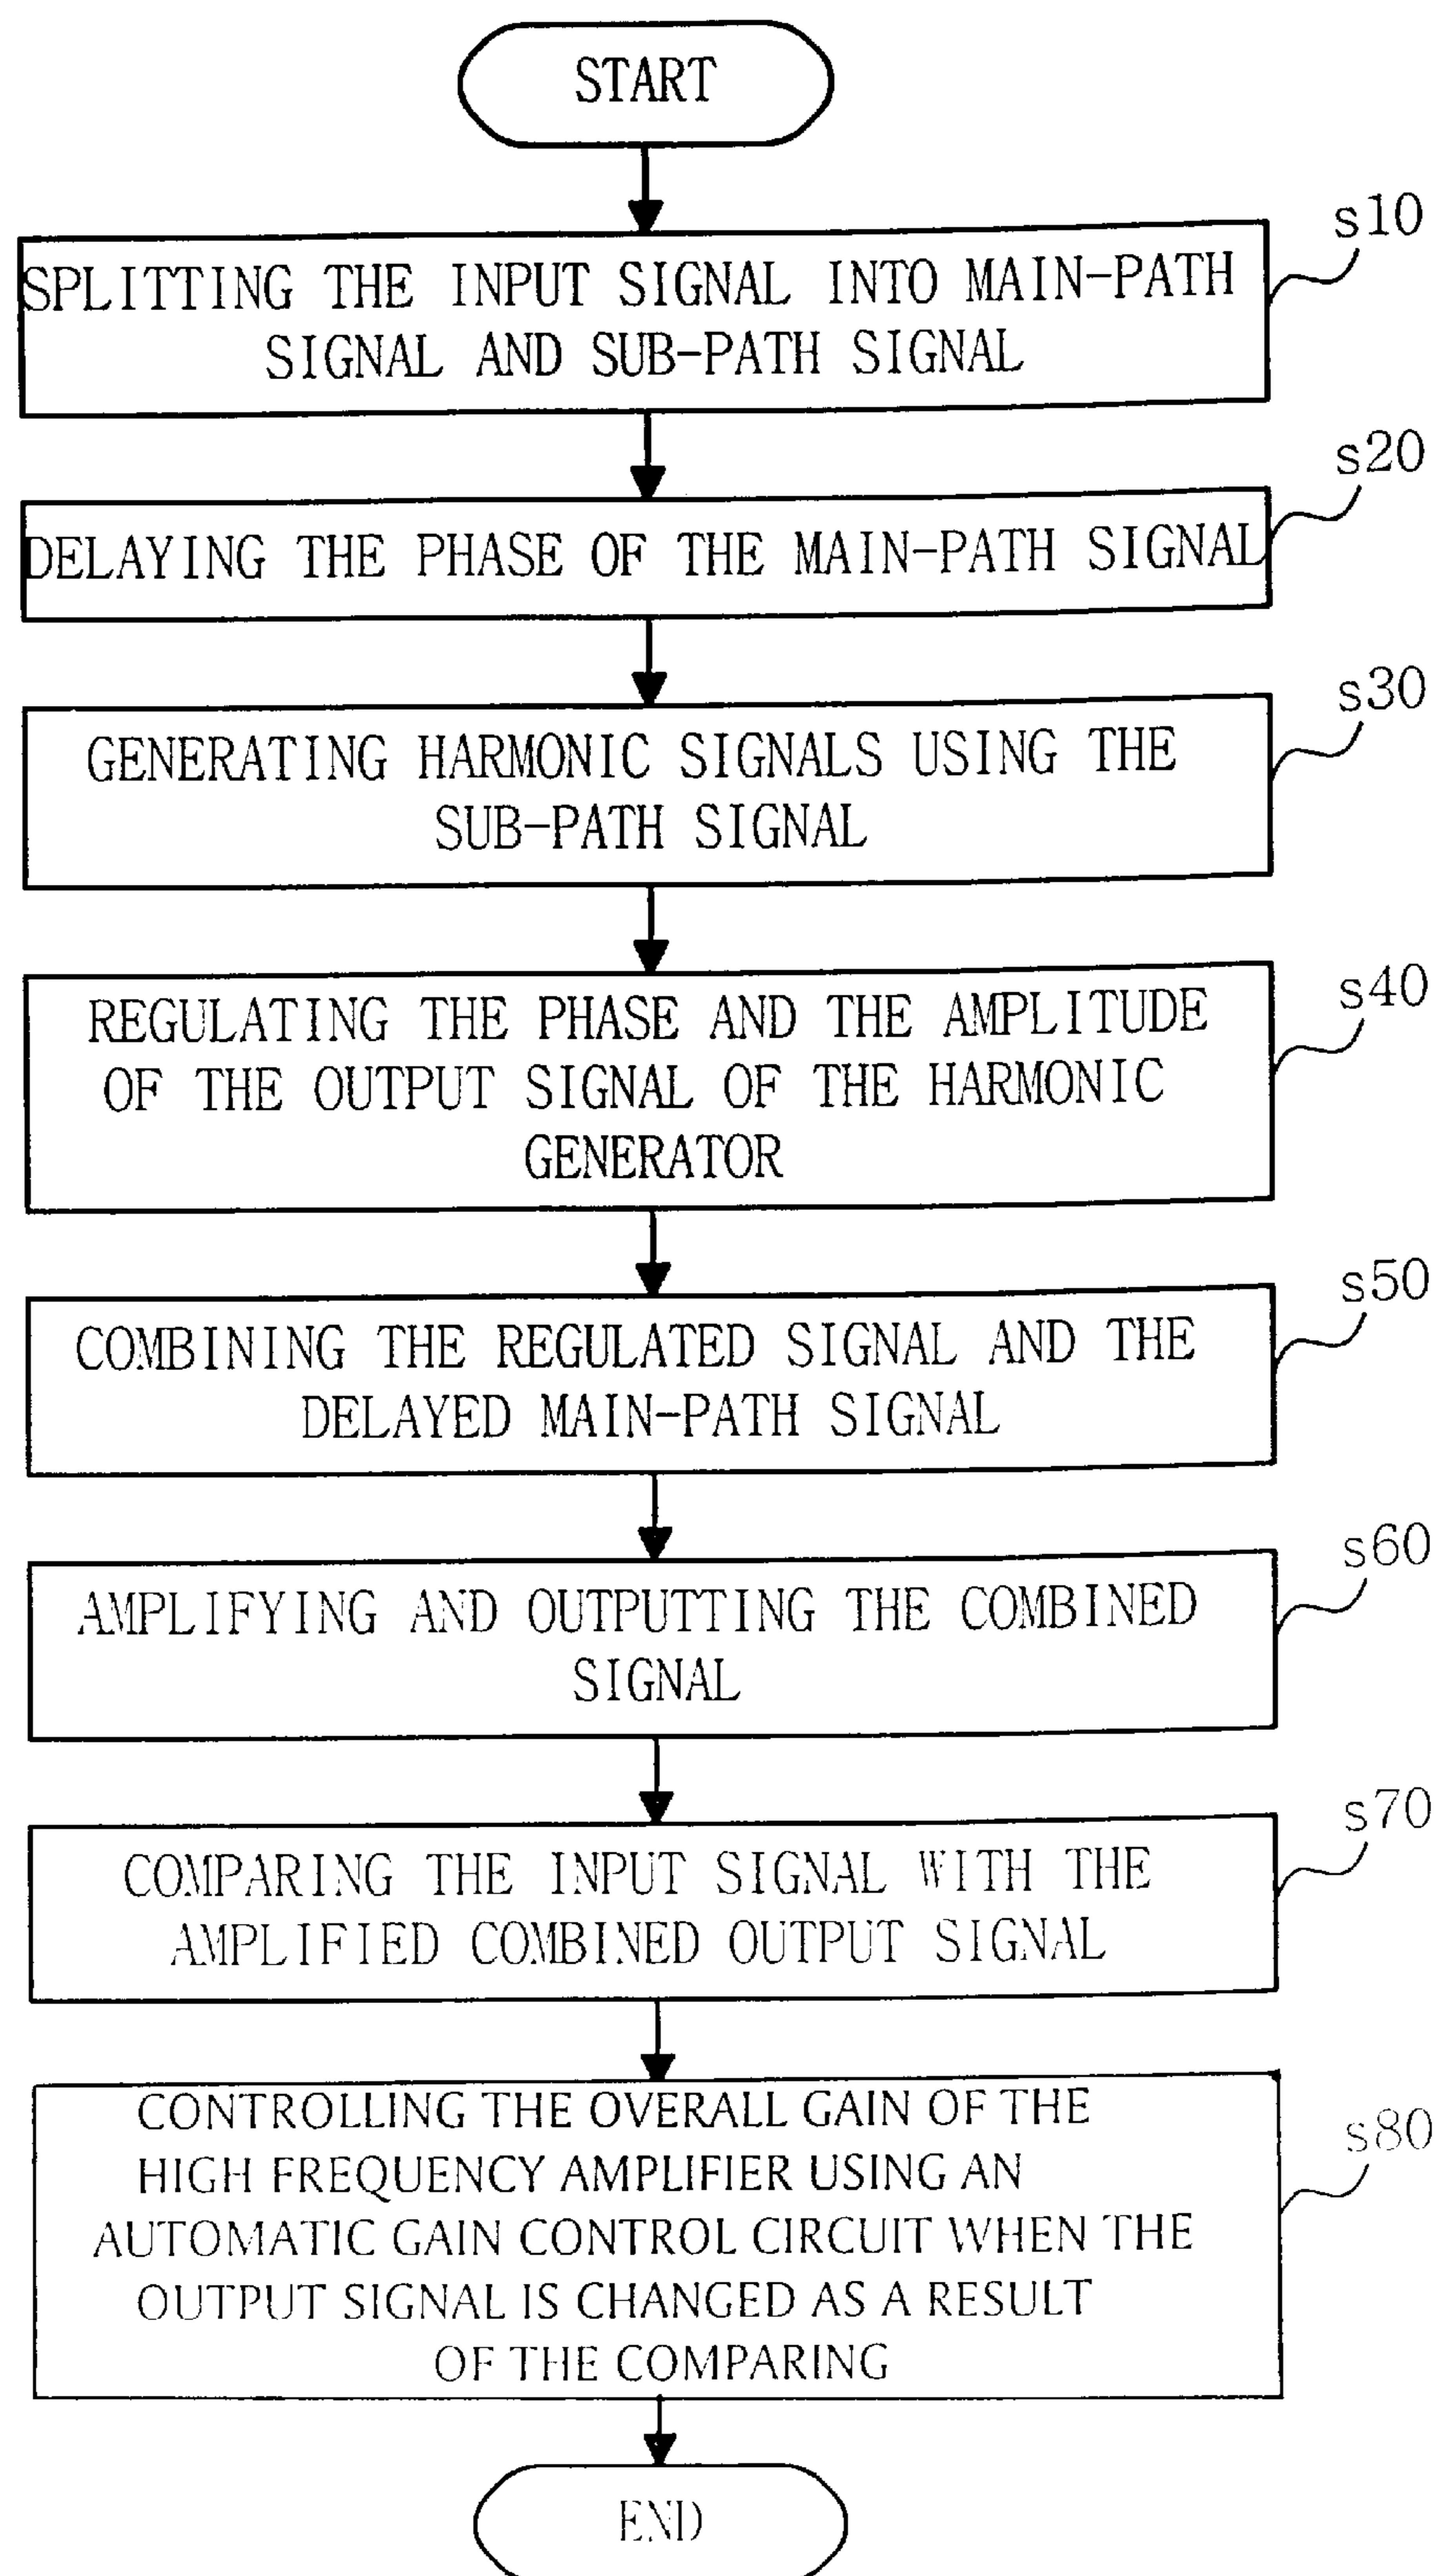 START
s10
SPLITTING THE INPUT SIGNAL INTO MAIN-PATH
SIGNAL AND SUB-PATH SIGNAL
s20
DELAYING THE PHASE OF THE MAIN-PATH SIGNAL
s30
GENERATING HARMONIC SIGNALS USING THE
SUB-PATH SIGNAL
s40
REGULATING THE PHASE AND THE AMPLITUDE
OF THE OUTPUT SIGNAL OF THE HARMONIC
GENERATOR
s50
COMBINING THE REGULATED SIGNAL AND THE
DELAYED MAIN-PATH SIGNAL
s60
AMPLIFYING AND OUTPUTTING THE COMBINED
SIGNAL
s70
COMPARING THE INPUT SIGNAL WITH THE
AMPLIFIED COMBINED OUTPUT SIGNAL
s80
CONTROLLING THE OVERALL GAIN OF THE
HIGH FREQUENCY AMPLIFIER USING AN
AUTOMATIC GAIN CONTROL CIRCUIT WHEN THE
OUTPUT SIGNAL IS CHANGED AS A RESULT
OF THE COMPARING
END